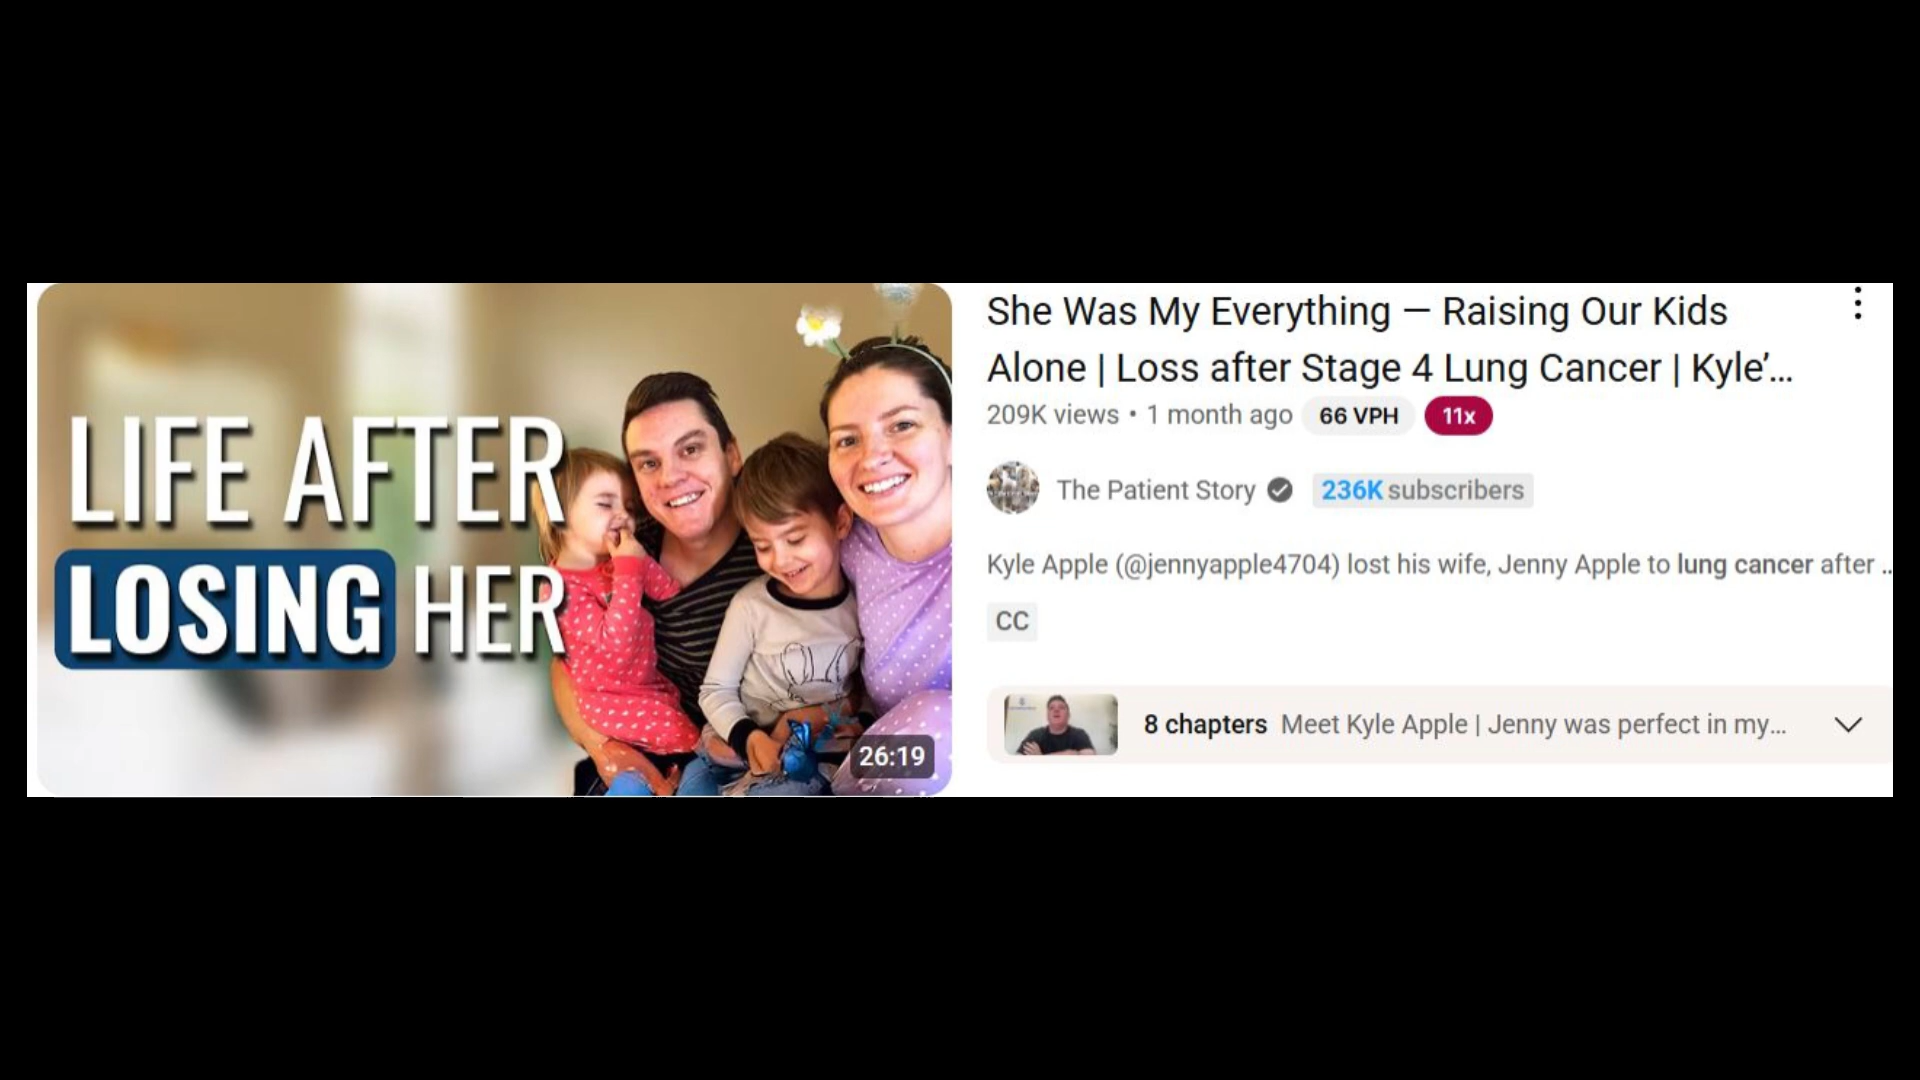 LIFE AFTER
LOSING HER
26:19
She Was My Everything — Raising Our Kids
Alone | Loss after Stage 4 Lung Cancer | Kyle’...
209K views • 1 month ago 66 VPH 11x
The Patient Story 236K subscribers
Kyle Apple (@jennyapple4704) lost his wife, Jenny Apple to lung cancer after ..
CC
8 chapters Meet Kyle Apple | Jenny was perfect in my...